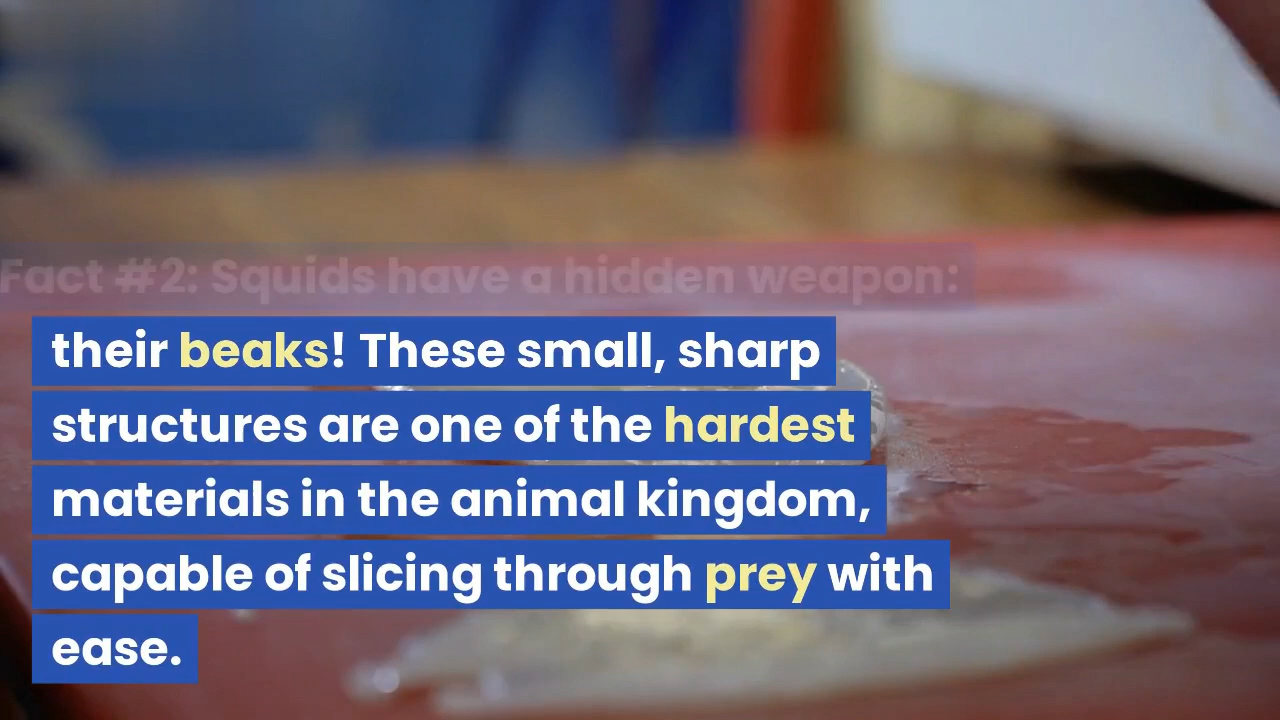 Fact #2: Squids have a hidden weapon:
their beaks! These small, sharp
structures are one of the hardest
materials in the animal kingdom,
capable of slicing through prey with
ease.